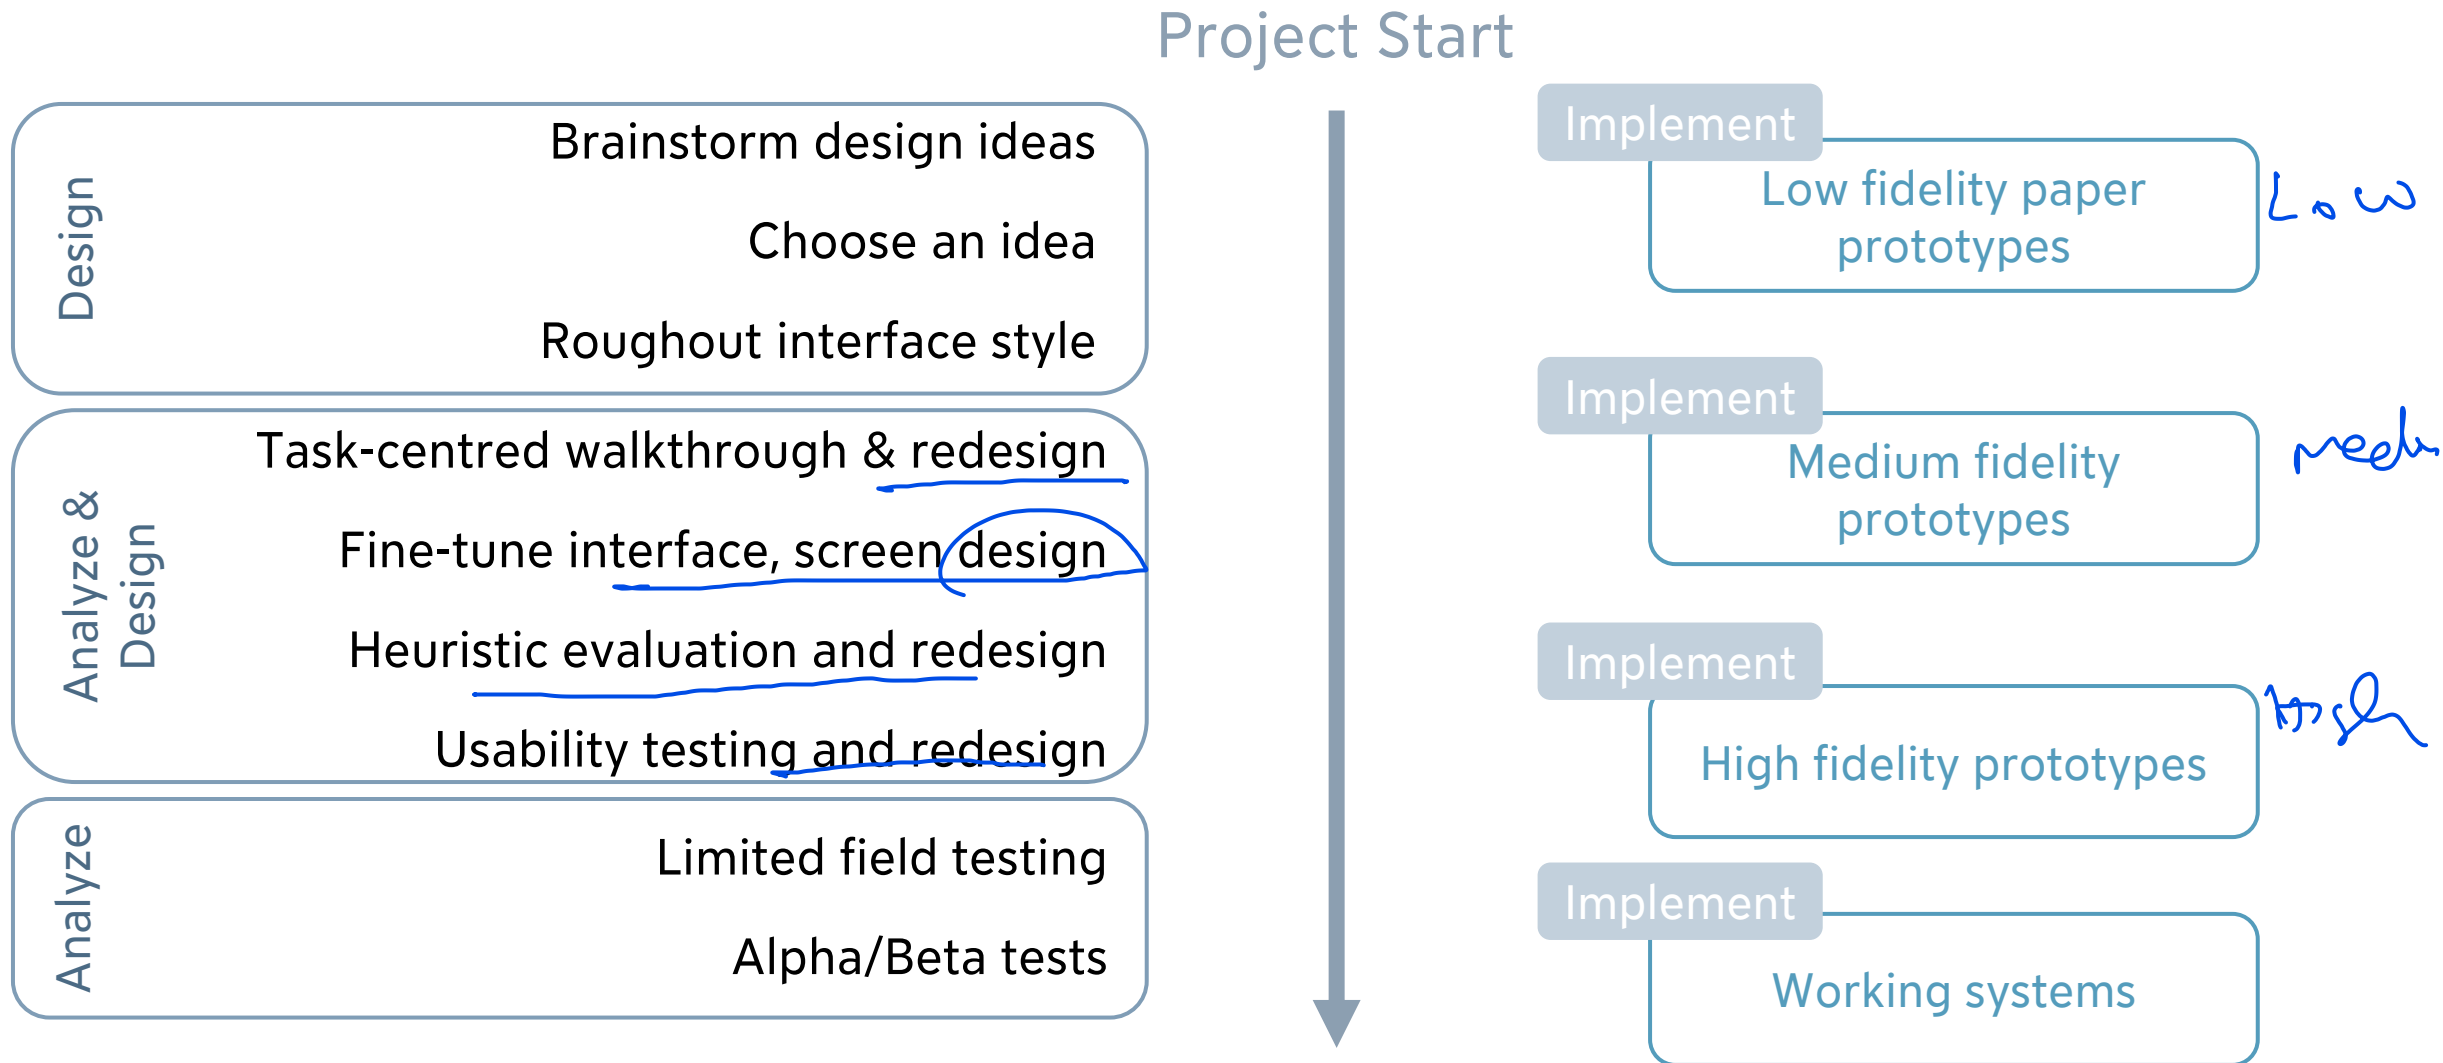 Project Start
Design
Brainstorm design ideas
Choose an idea
Roughout interface style
Analyze &
Design
Task-centred walkthrough & redesign
Fine-tune interface, screen design
Heuristic evaluation and redesign
Usability testing and redesign
Analyze
Limited field testing
Alpha/Beta tests
Implement
Low fidelity paper
prototypes
Low
Implement
Medium fidelity
prototypes
Implement
High fidelity prototypes
High
Implement
Working systems